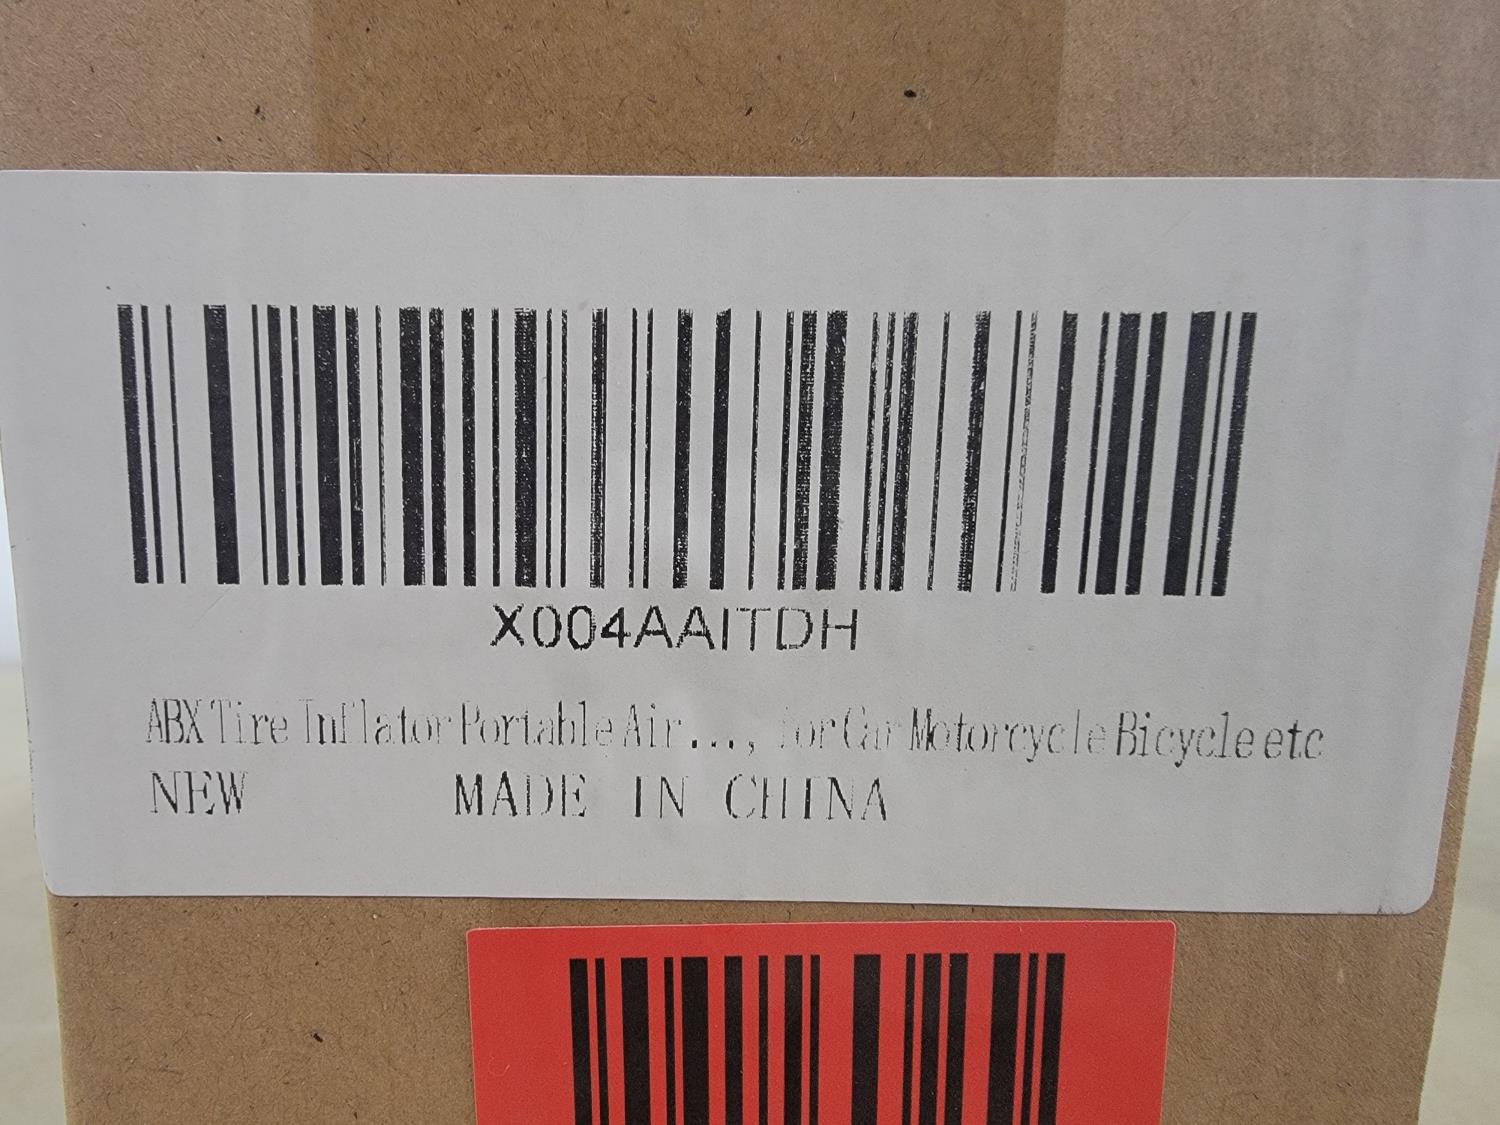 X004AAITDH
ABX Tire Inflator Portable Air..., for Car Motorcycle Bicycle etc
NEW MADE IN CHINA